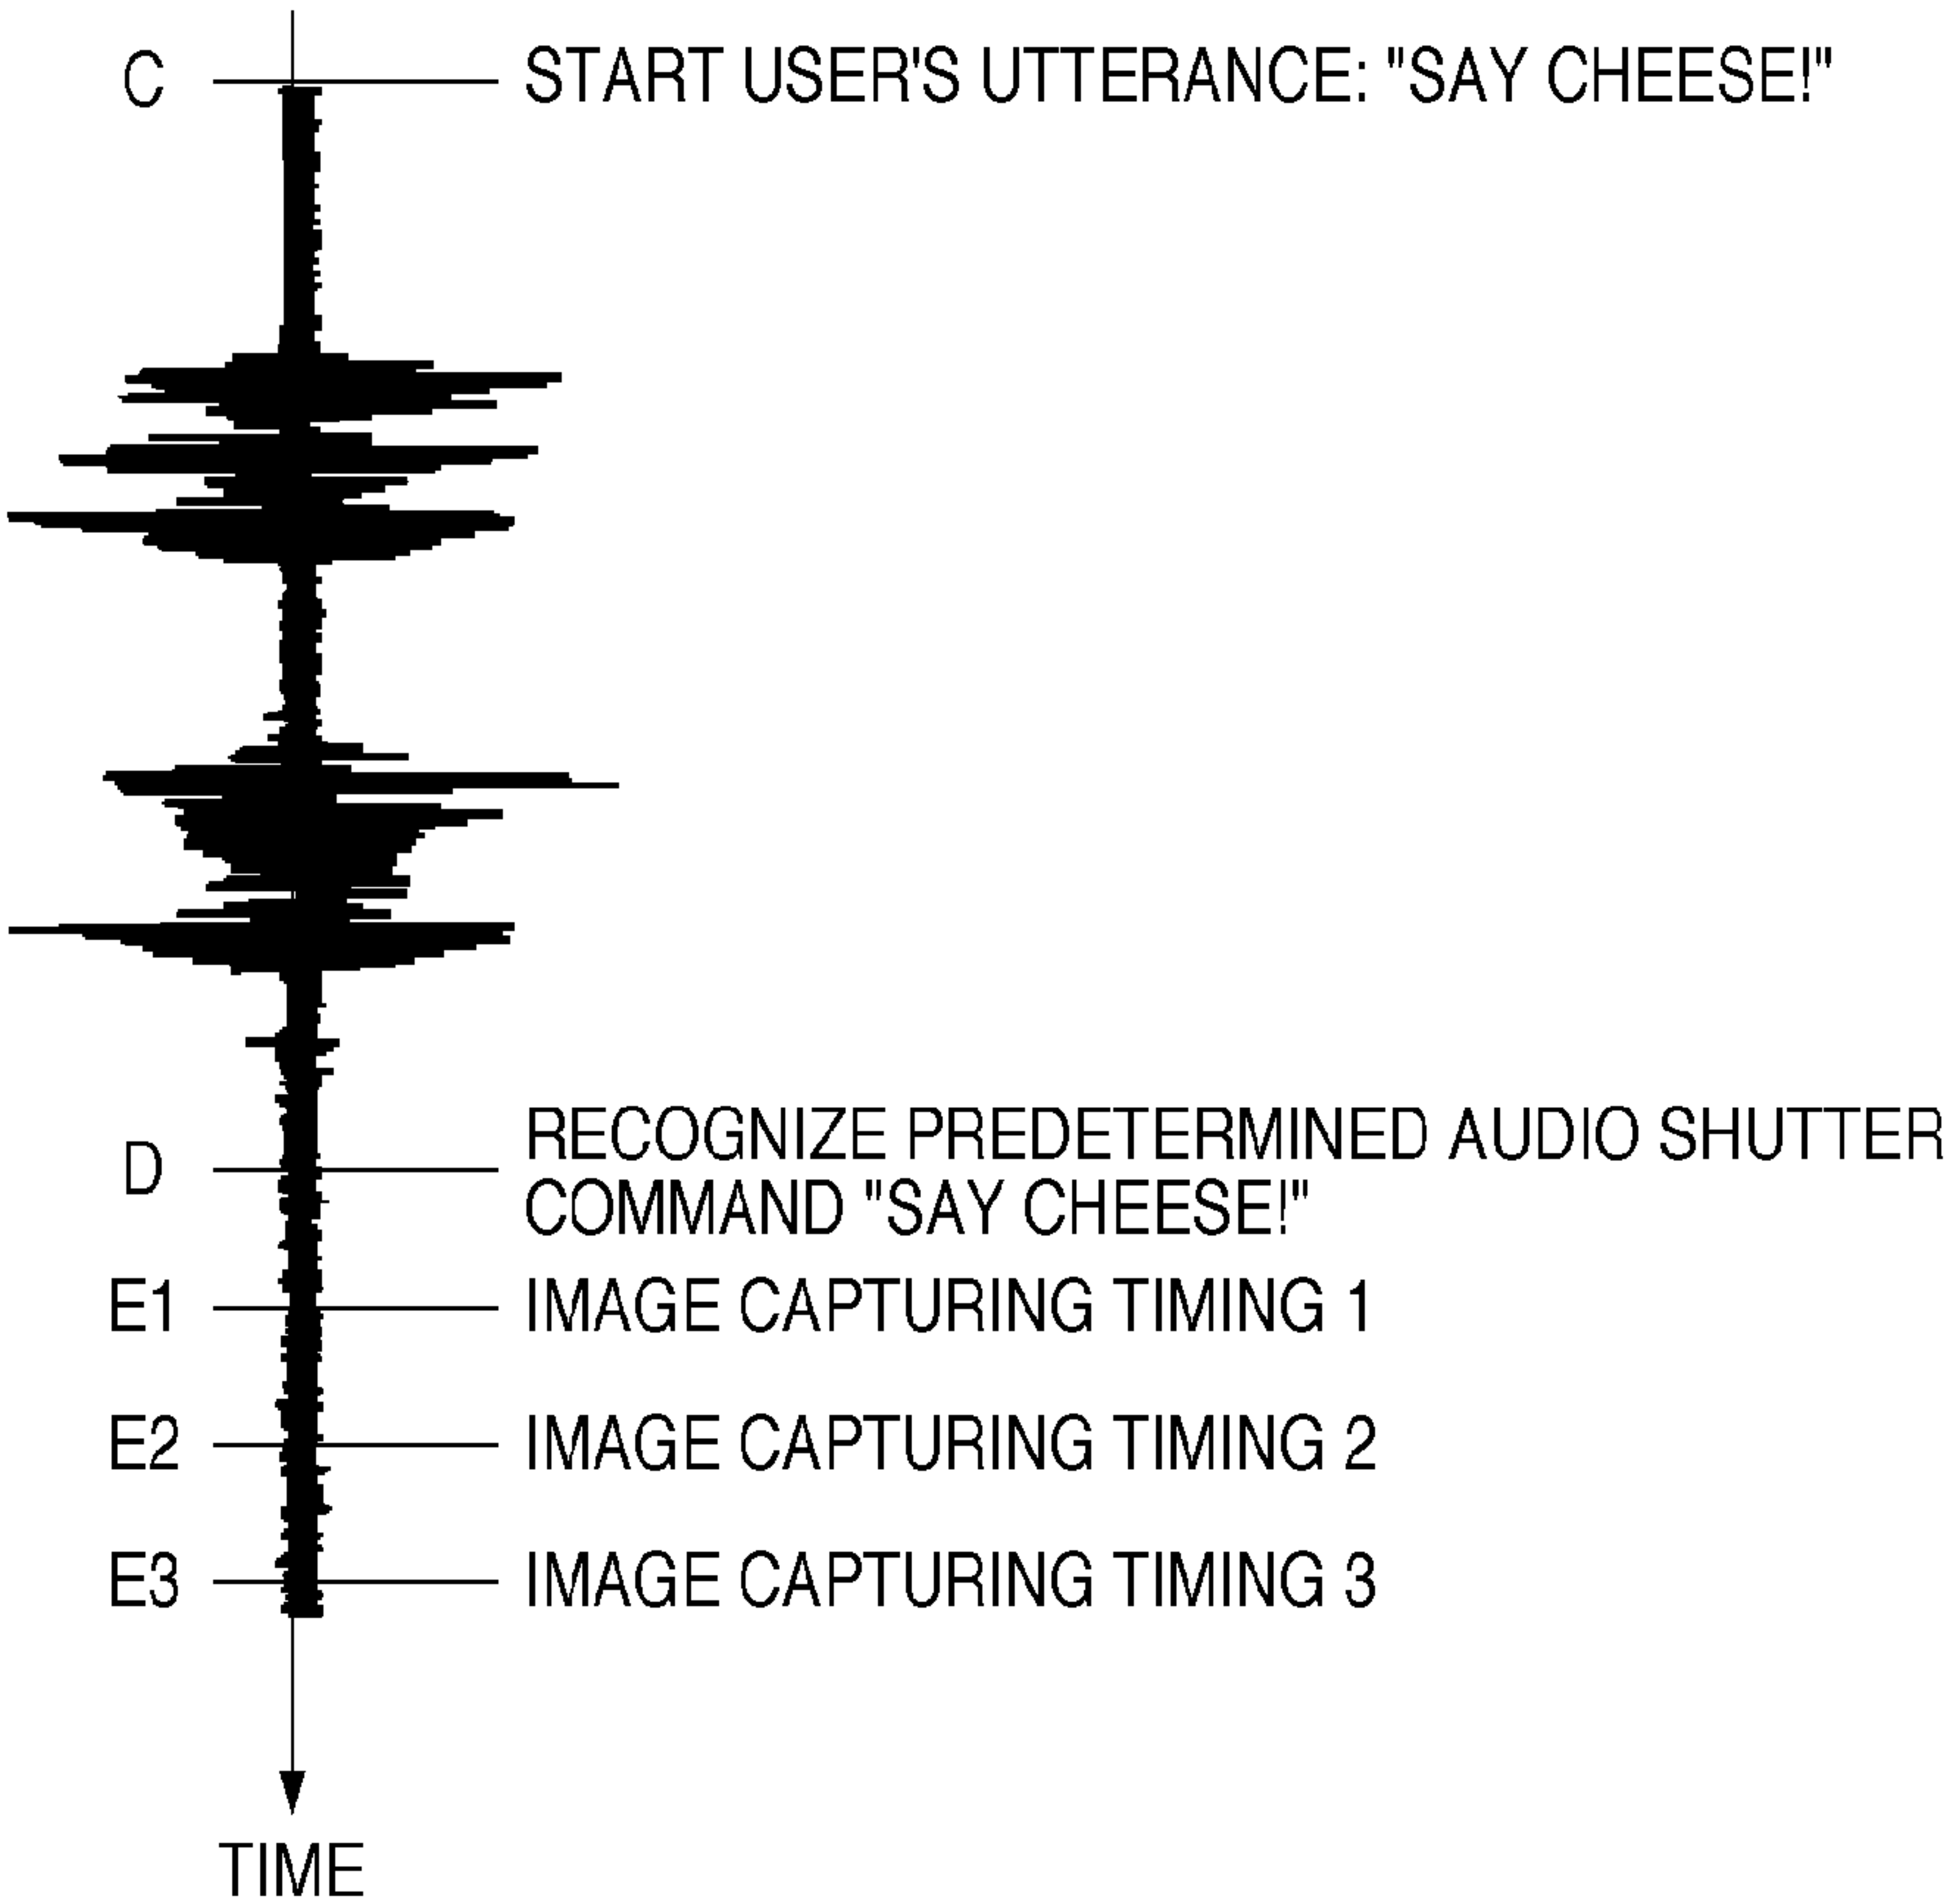 C START USER'S UTTERANCE: "SAY CHEESE!"
D RECOGNIZE PREDETERMINED AUDIO SHUTTER
COMMAND "SAY CHEESE!"
E1 IMAGE CAPTURING TIMING 1
E2 IMAGE CAPTURING TIMING 2
E3 IMAGE CAPTURING TIMING 3
TIME